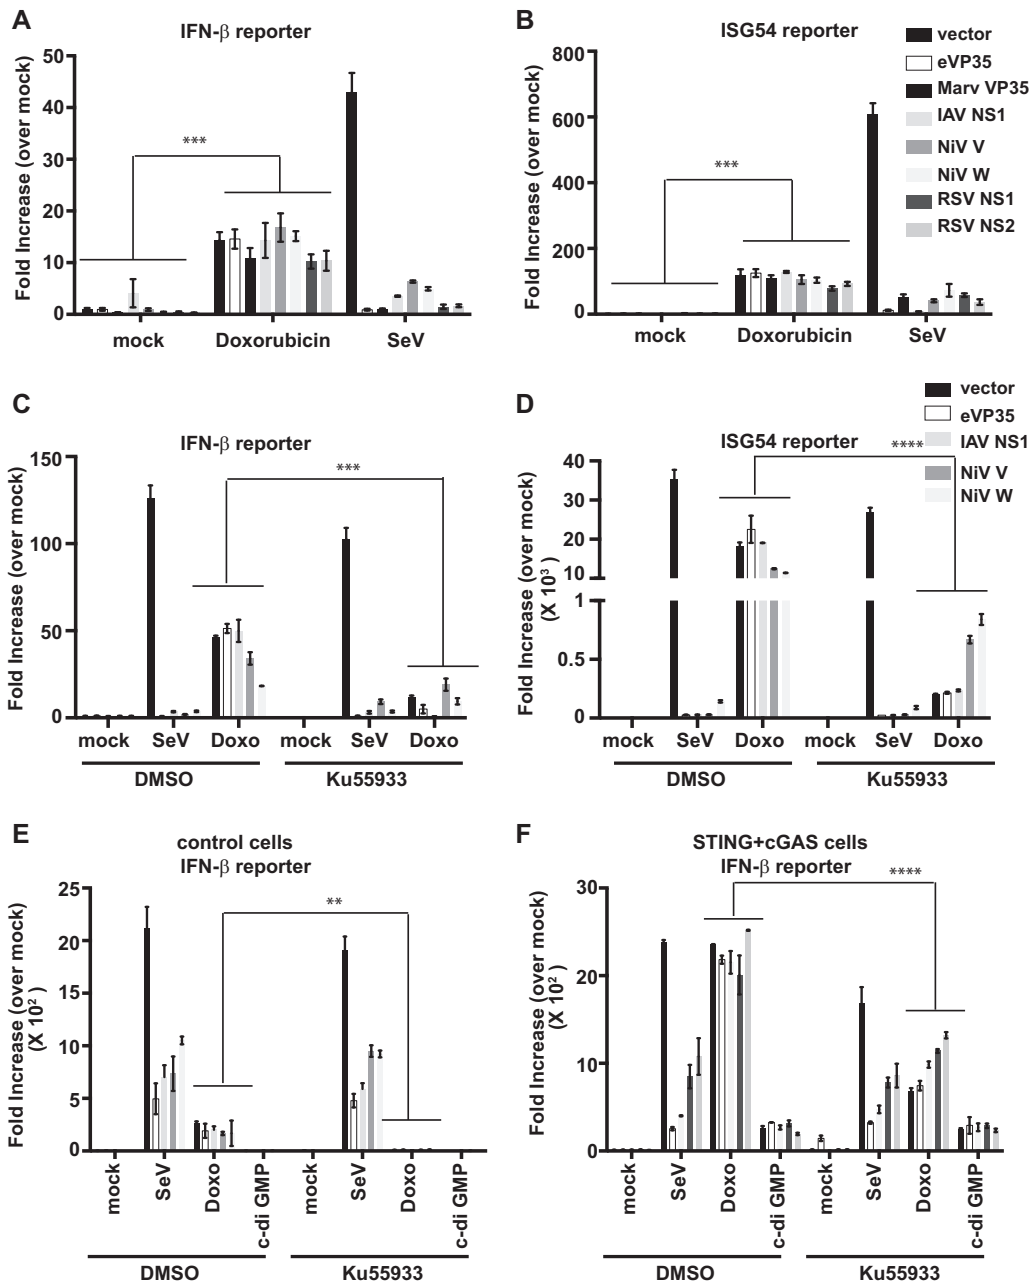 A
IFN-β reporter
Fold Increase (over mock)
50
40
30
20
10
0
***
mock
Doxorubicin
SeV
B
ISG54 reporter
Fold Increase (over mock)
800
600
400
200
0
***
mock
Doxorubicin
SeV
vector
eVP35
Marv VP35
IAV NS1
NiV V
NiV W
RSV NS1
RSV NS2
C
IFN-β reporter
Fold Increase (over mock)
150
100
50
0
***
mock
SeV
Doxo
mock
SeV
Doxo
DMSO
Ku55933
D
ISG54 reporter
Fold Increase (over mock)
(X 10³ )
40
30
20
10
1
0.5
0
****
mock
SeV
Doxo
mock
SeV
Doxo
DMSO
Ku55933
vector
eVP35
IAV NS1
NiV V
NiV W
E
control cells
IFN-β reporter
Fold Increase (over mock)
(X 10² )
25
20
15
10
5
0
**
mock
SeV
Doxo
c-di GMP
mock
SeV
Doxo
c-di GMP
DMSO
Ku55933
F
STING+cGAS cells
IFN-β reporter
Fold Increase (over mock)
(X 10² )
30
20
10
0
****
mock
SeV
Doxo
c-di GMP
mock
SeV
Doxo
c-di GMP
DMSO
Ku55933